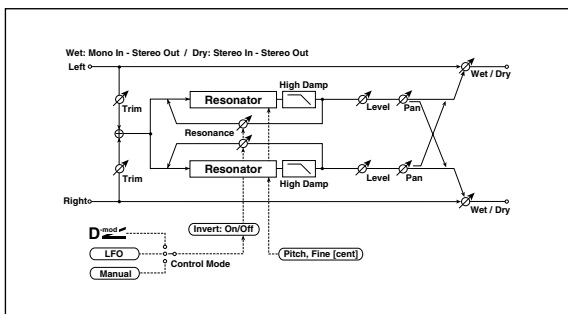 Wet: Mono In - Stereo Out / Dry: Stereo In - Stereo Out
Left
Wet / Dry
High Damp
Resonator
Trim
Level
Pan
Resonance
Resonator
High Damp
Trim
Level
Pan
Right
Wet / Dry
D-mod
Invert: On/Off
LFO
Control Mode
Pitch, Fine [cent]
Manual